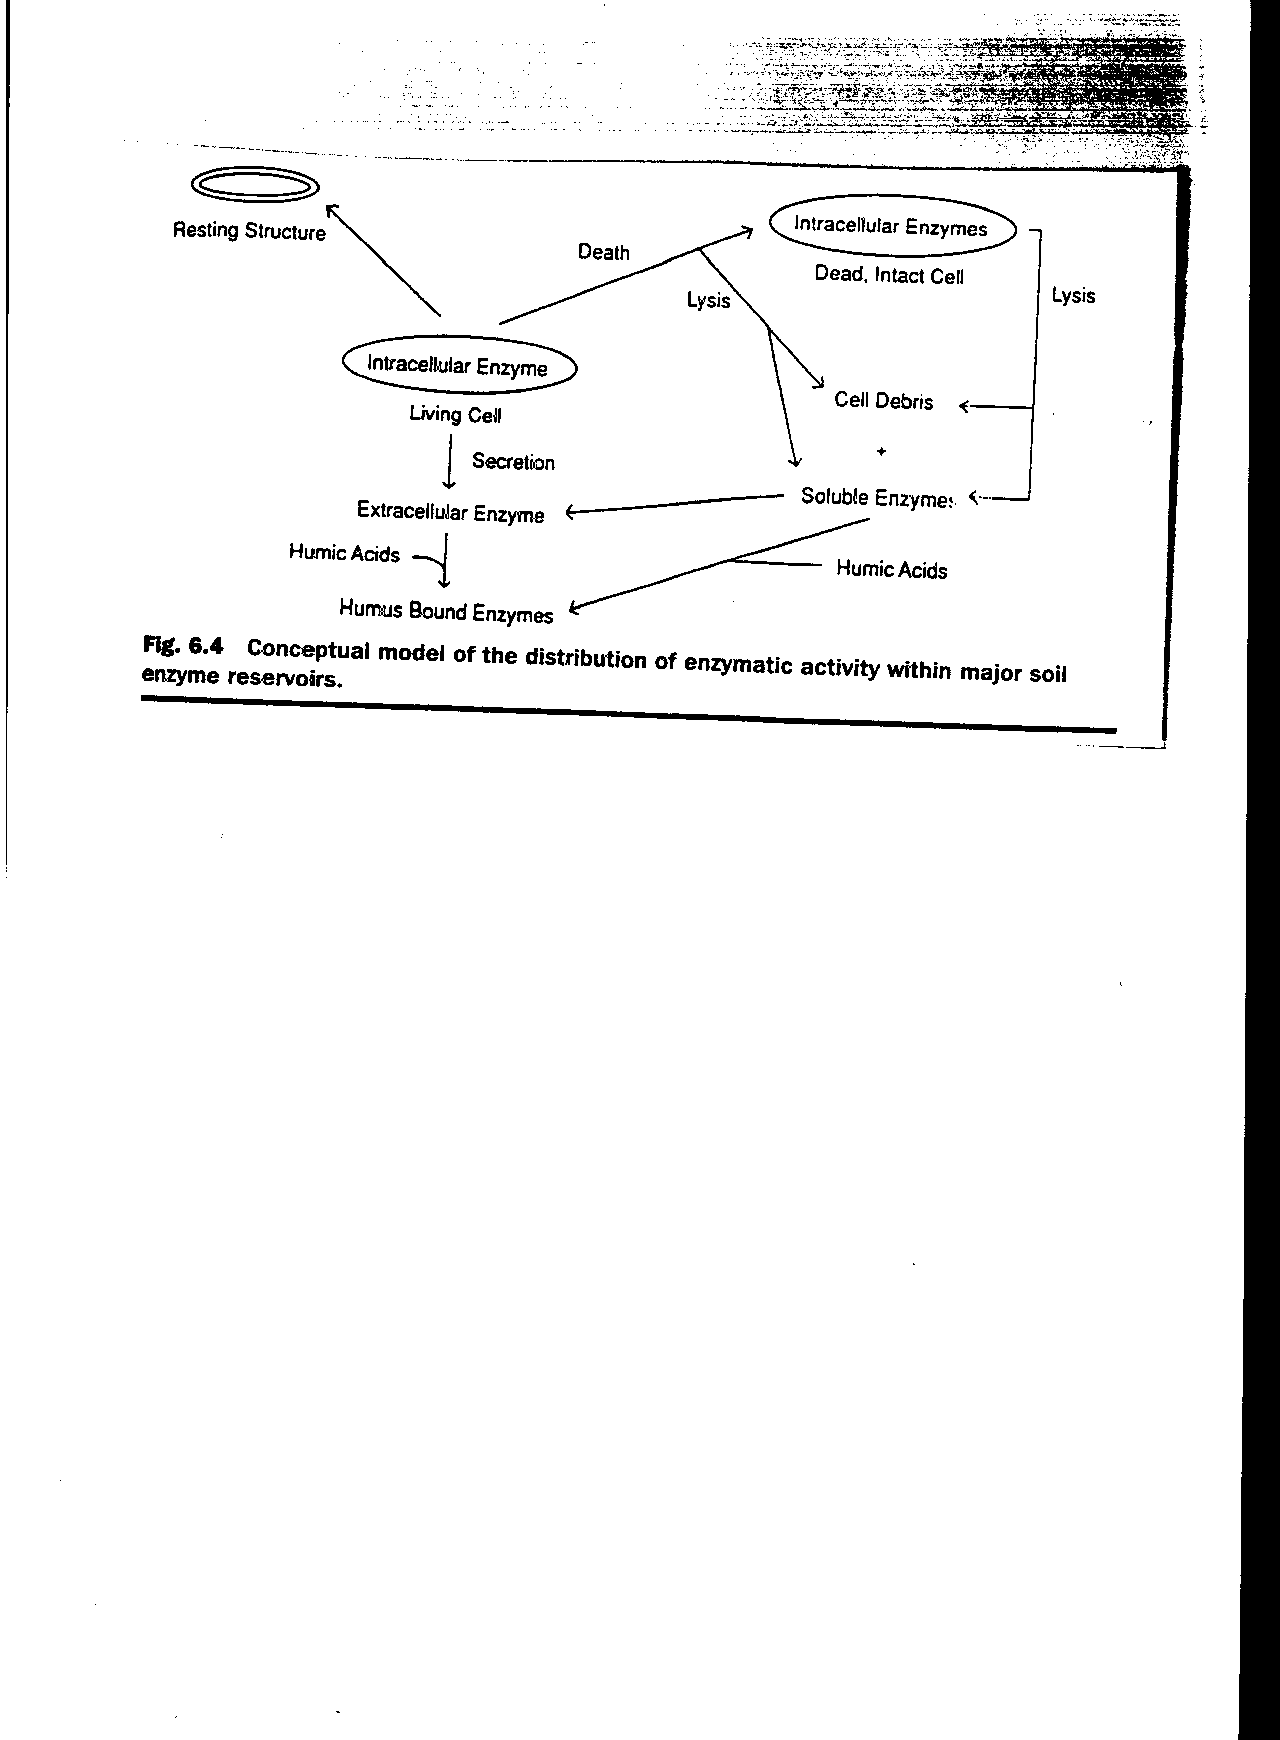 Resting Structure
Intracellular Enzymes
Dead, Intact Cell
Death
Lysis
Lysis
Intracellular Enzyme
Living Cell
Cell Debris
+
Secretion
Soluble Enzymes
Extracellular Enzyme
Humic Acids
Humic Acids
Humus Bound Enzymes
Fig. 6.4 Conceptual model of the distribution of enzymatic activity within major soil
enzyme reservoirs.